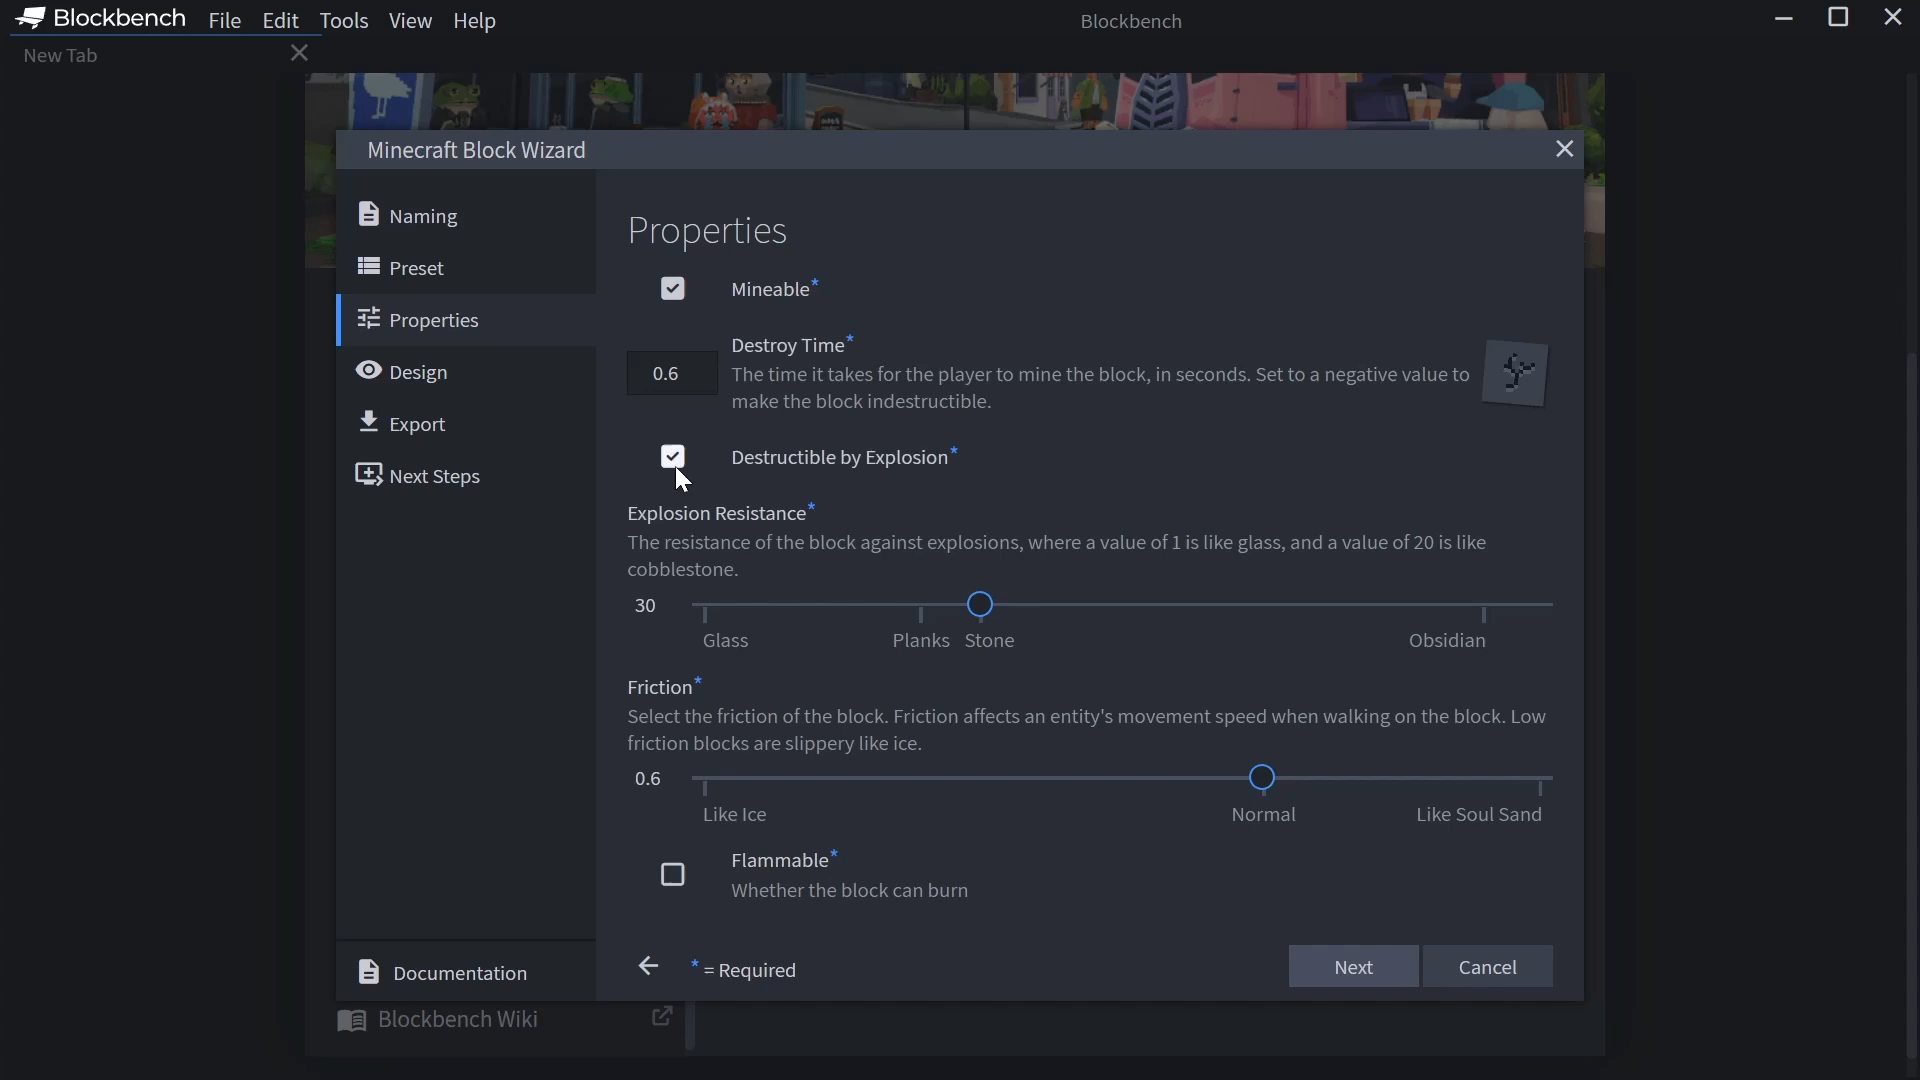 Blockbench File Edit Tools View Help Blockbench
New Tab
Minecraft Block Wizard
Naming
Preset
Properties
Design
Export
Next Steps
Documentation
Properties
Mineable*
Destroy Time*
0.6
The time it takes for the player to mine the block, in seconds. Set to a negative value to
make the block indestructible.
Destructible by Explosion*
Explosion Resistance*
The resistance of the block against explosions, where a value of 1 is like glass, and a value of 20 is like
cobblestone.
30
Glass Planks Stone Obsidian
Friction*
Select the friction of the block. Friction affects an entity's movement speed when walking on the block. Low
friction blocks are slippery like ice.
0.6
Like Ice Normal Like Soul Sand
Flammable*
Whether the block can burn
* = Required
Next Cancel
Blockbench Wiki